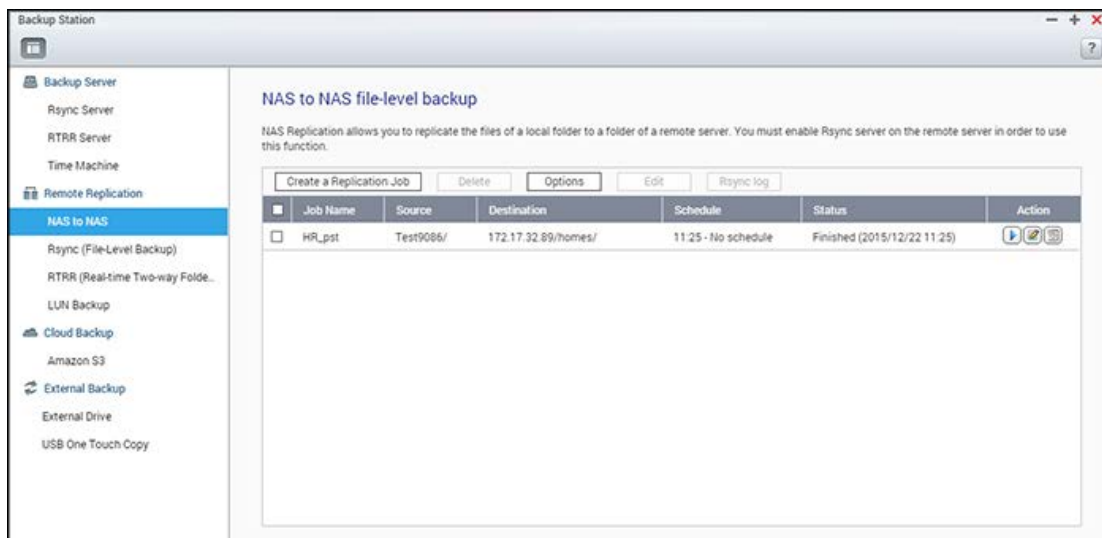 Backup Station
?
Backup Server
Rsync Server
RTRR Server
Time Machine
Remote Replication
NAS to NAS
Rsync (File-Level Backup)
RTRR (Real-time Two-way Folde..
LUN Backup
Cloud Backup
Amazon S3
External Backup
External Drive
USB One Touch Copy
NAS to NAS file-level backup
NAS Replication allows you to replicate the files of a local folder to a folder of a remote server. You must enable Rsync server on the remote server in order to use
this function.
Create a Replication Job Delete Options Edit Rsync log
Job Name Source Destination Schedule Status Action
HR_pst Test9086/ 172.17.32.89/homes/ 11:25 - No schedule Finished (2015/12/22 11:25)